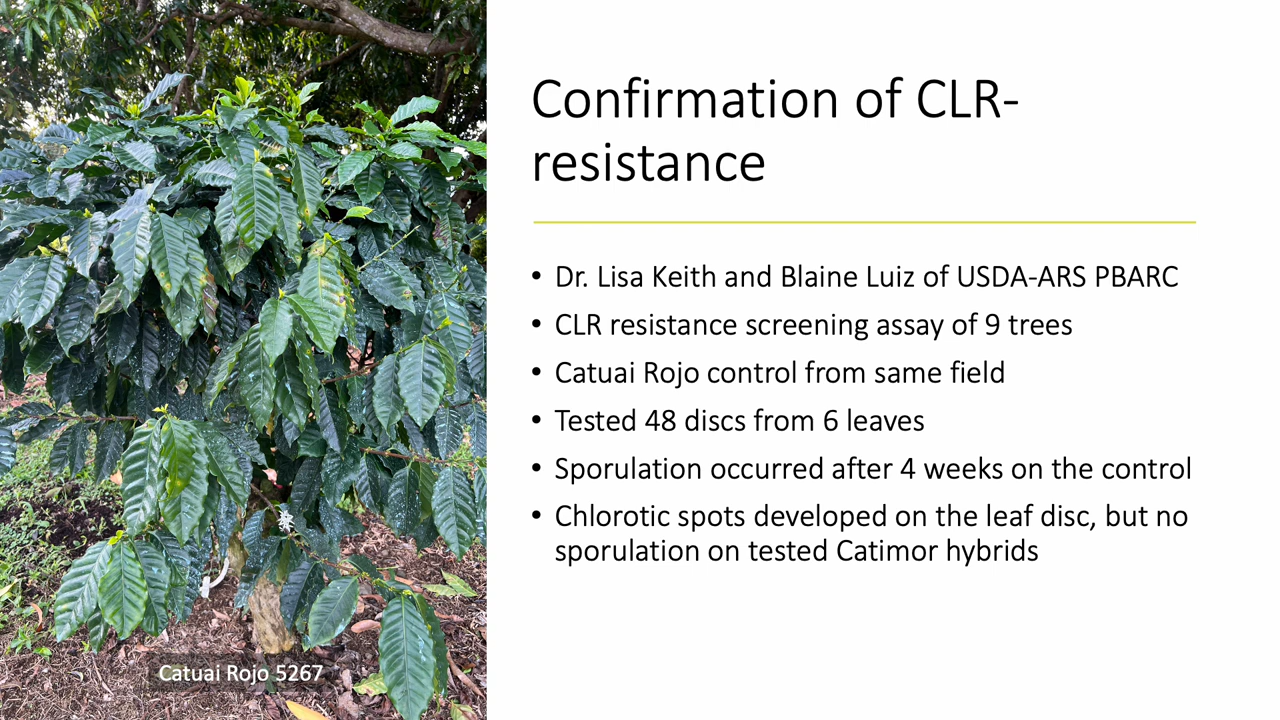 Confirmation of CLR-
resistance
• Dr. Lisa Keith and Blaine Luiz of USDA-ARS PBARC
• CLR resistance screening assay of 9 trees
• Catuai Rojo control from same field
• Tested 48 discs from 6 leaves
• Sporulation occurred after 4 weeks on the control
• Chlorotic spots developed on the leaf disc, but no
sporulation on tested Catimor hybrids
Catuai Rojo 5267